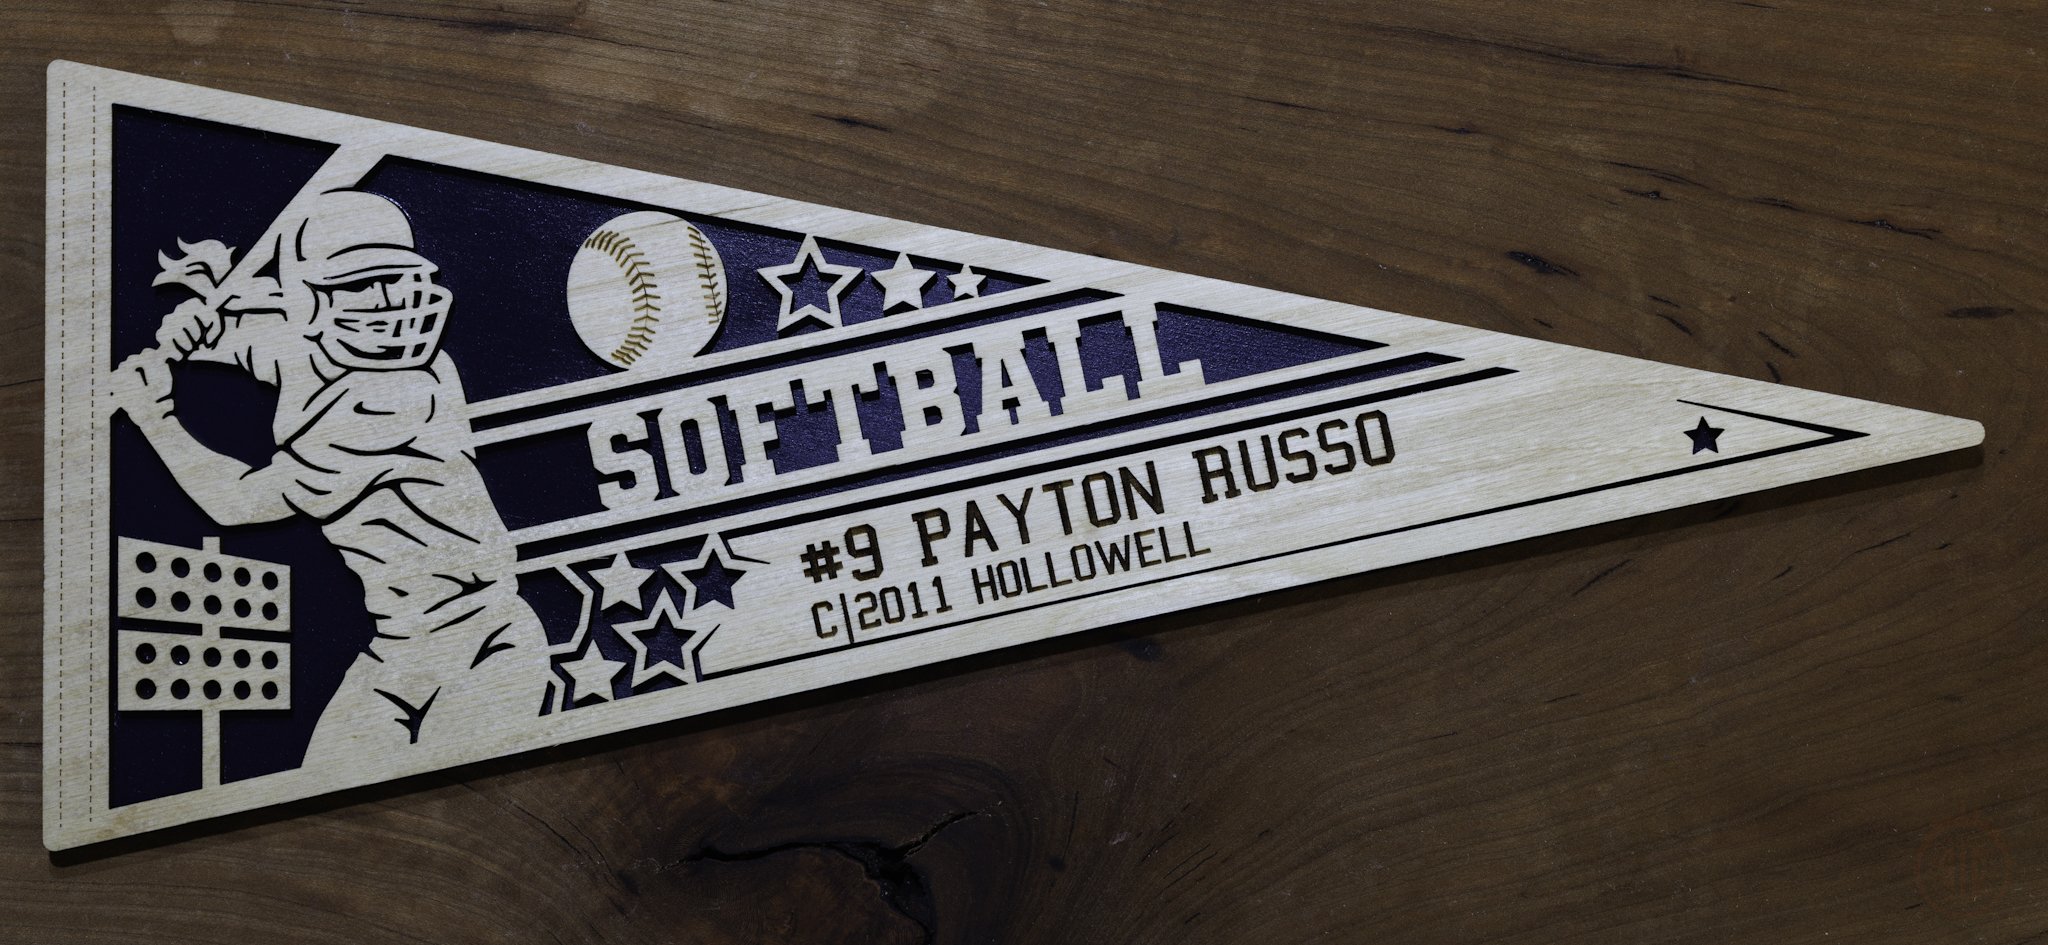 SOFTBALL
#9 PAYTON RUSSO
C|2011 HOLLOWELL